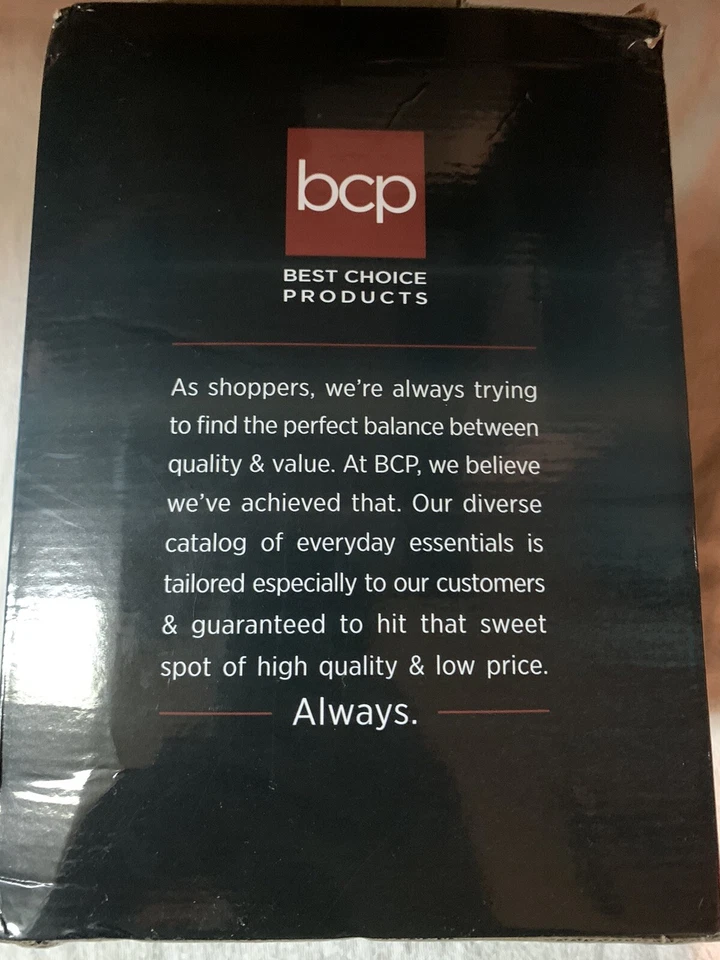 bcp
BEST CHOICE
PRODUCTS
As shoppers, we're always trying
to find the perfect balance between
quality & value. At BCP, we believe
we've achieved that. Our diverse
catalog of everyday essentials is
tailored especially to our customers
& guaranteed to hit that sweet
spot of high quality & low price.
Always.